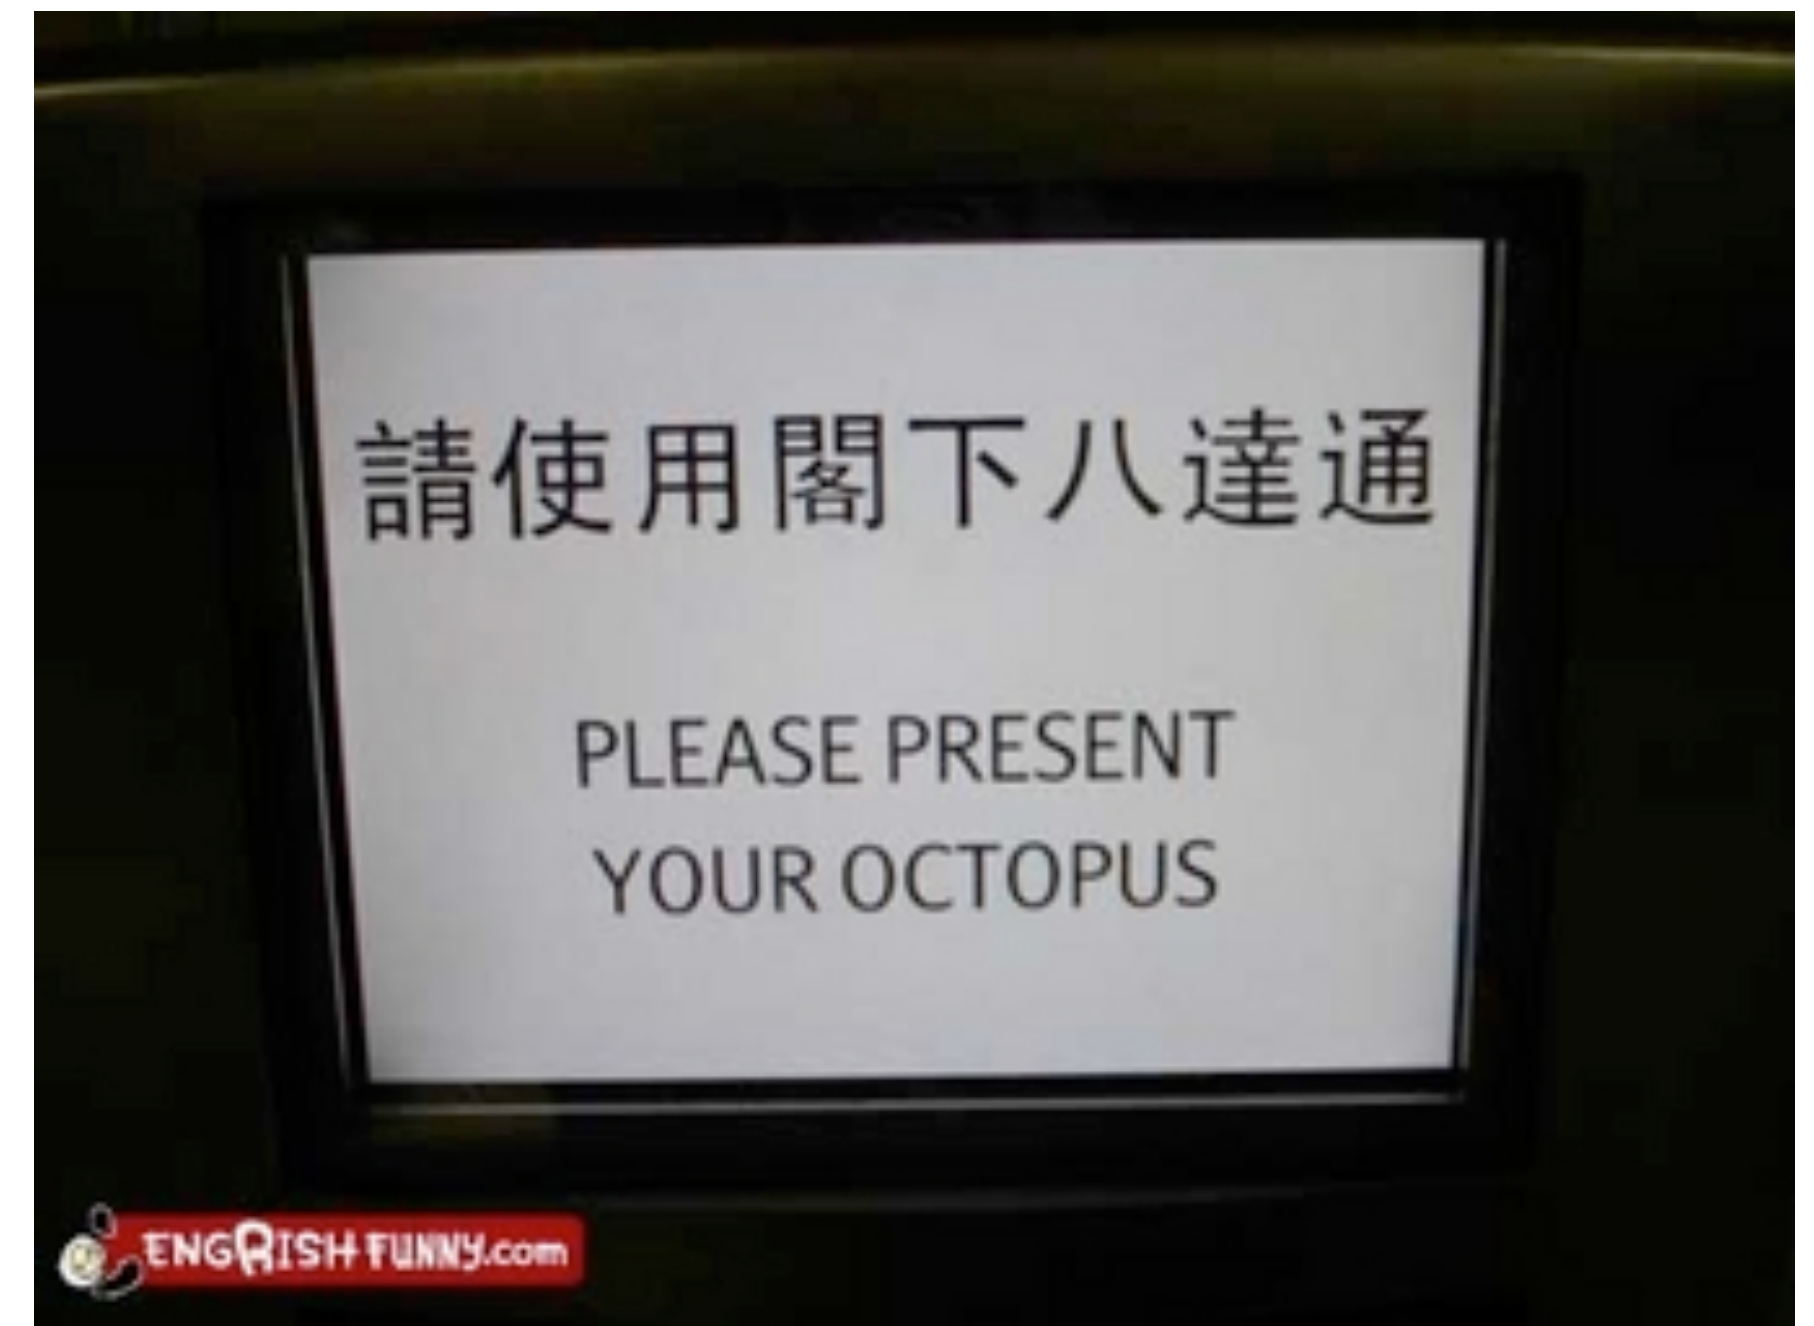 請使用閣下八達通
PLEASE PRESENT
YOUR OCTOPUS
ENGRISH FUNNY.com